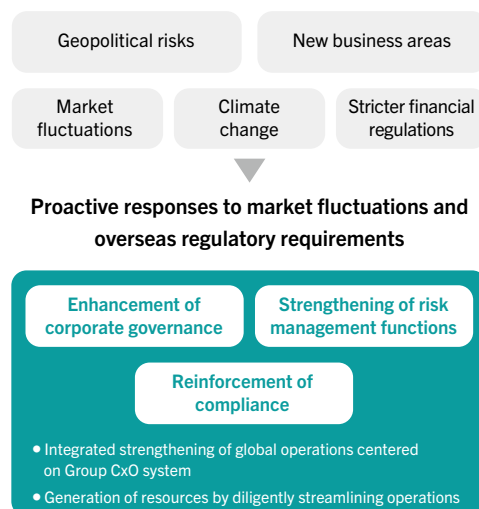 Geopolitical risks
New business areas
Market
fluctuations
Climate
change
Stricter financial
regulations
Proactive responses to market fluctuations and
overseas regulatory requirements
Enhancement of
corporate governance
Strengthening of risk
management functions
Reinforcement of
compliance
• Integrated strengthening of global operations centered
on Group CxO system
• Generation of resources by diligently streamlining operations